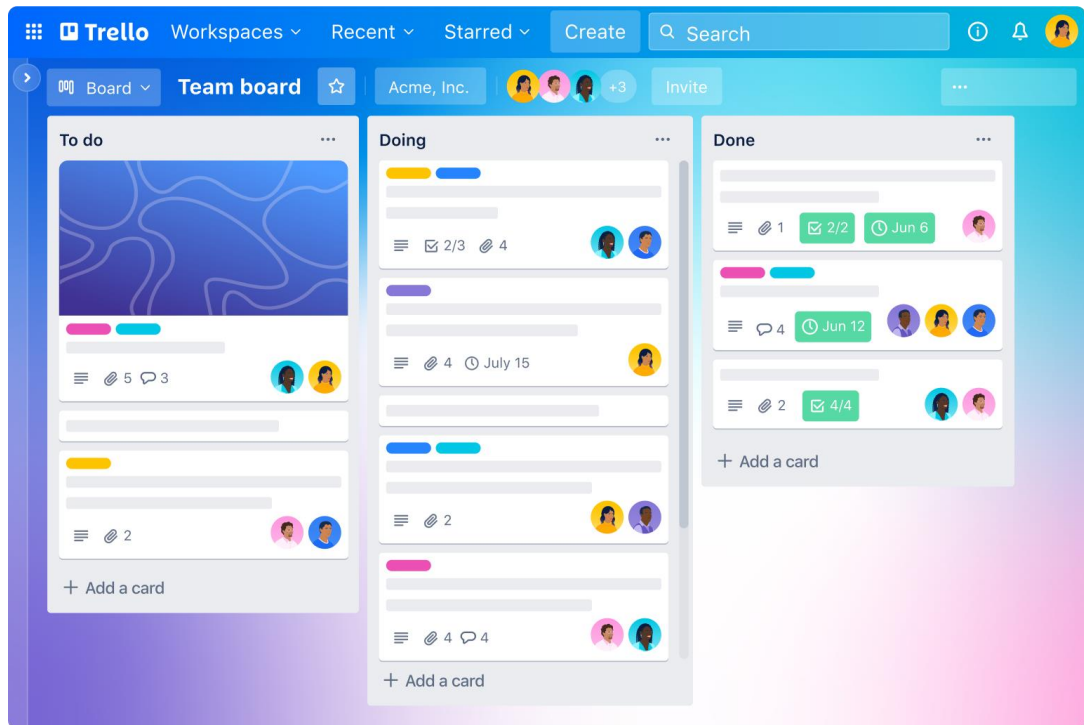 Trello Workspaces Recent Starred Create Search
Board Team board Acme, Inc. +3 Invite ...
To do ...
5 3
2
+ Add a card
Doing ...
2/3 4
4 July 15
2
4 4
+ Add a card
Done ...
1 2/2 Jun 6
4 Jun 12
2 4/4
+ Add a card